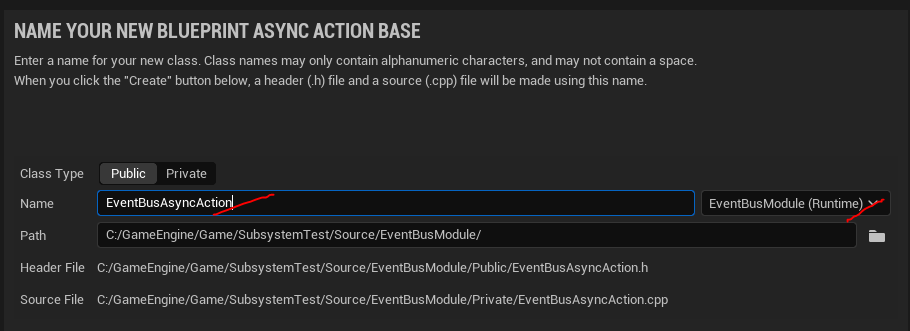 NAME YOUR NEW BLUEPRINT ASYNC ACTION BASE
Enter a name for your new class. Class names may only contain alphanumeric characters, and may not contain a space.
When you click the "Create" button below, a header (.h) file and a source (.cpp) file will be made using this name.
Class Type Public Private
Name EventBusAsyncAction EventBusModule (Runtime)
Path C:/GameEngine/Game/SubsystemTest/Source/EventBusModule/
Header File C:/GameEngine/Game/SubsystemTest/Source/EventBusModule/Public/EventBusAsyncAction.h
Source File C:/GameEngine/Game/SubsystemTest/Source/EventBusModule/Private/EventBusAsyncAction.cpp